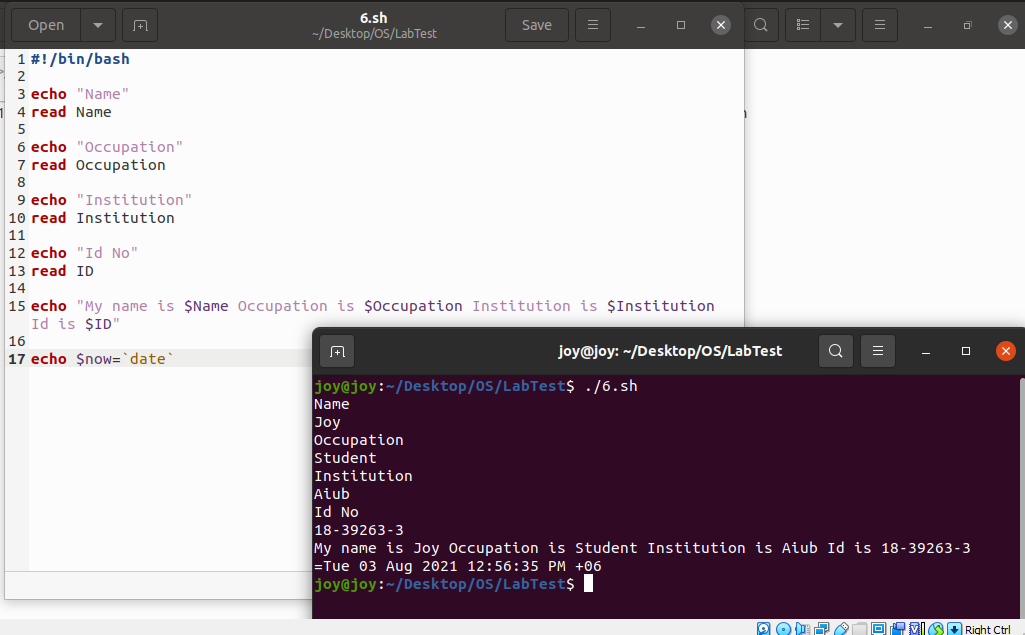 Open
6.sh
~/Desktop/OS/LabTest
Save
1 #!/bin/bash
2
3 echo "Name"
4 read Name
5
6 echo "Occupation"
7 read Occupation
8
9 echo "Institution"
10 read Institution
11
12 echo "Id No"
13 read ID
14
15 echo "My name is $Name Occupation is $Occupation Institution is $Institution
Id is $ID"
16
17 echo $now=`date`
joy@joy: ~/Desktop/OS/LabTest
joy@joy:~/Desktop/OS/LabTest$ ./6.sh
Name
Joy
Occupation
Student
Institution
Aiub
Id No
18-39263-3
My name is Joy Occupation is Student Institution is Aiub Id is 18-39263-3
=Tue 03 Aug 2021 12:56:35 PM +06
joy@joy:~/Desktop/OS/LabTest$
Right Ctrl